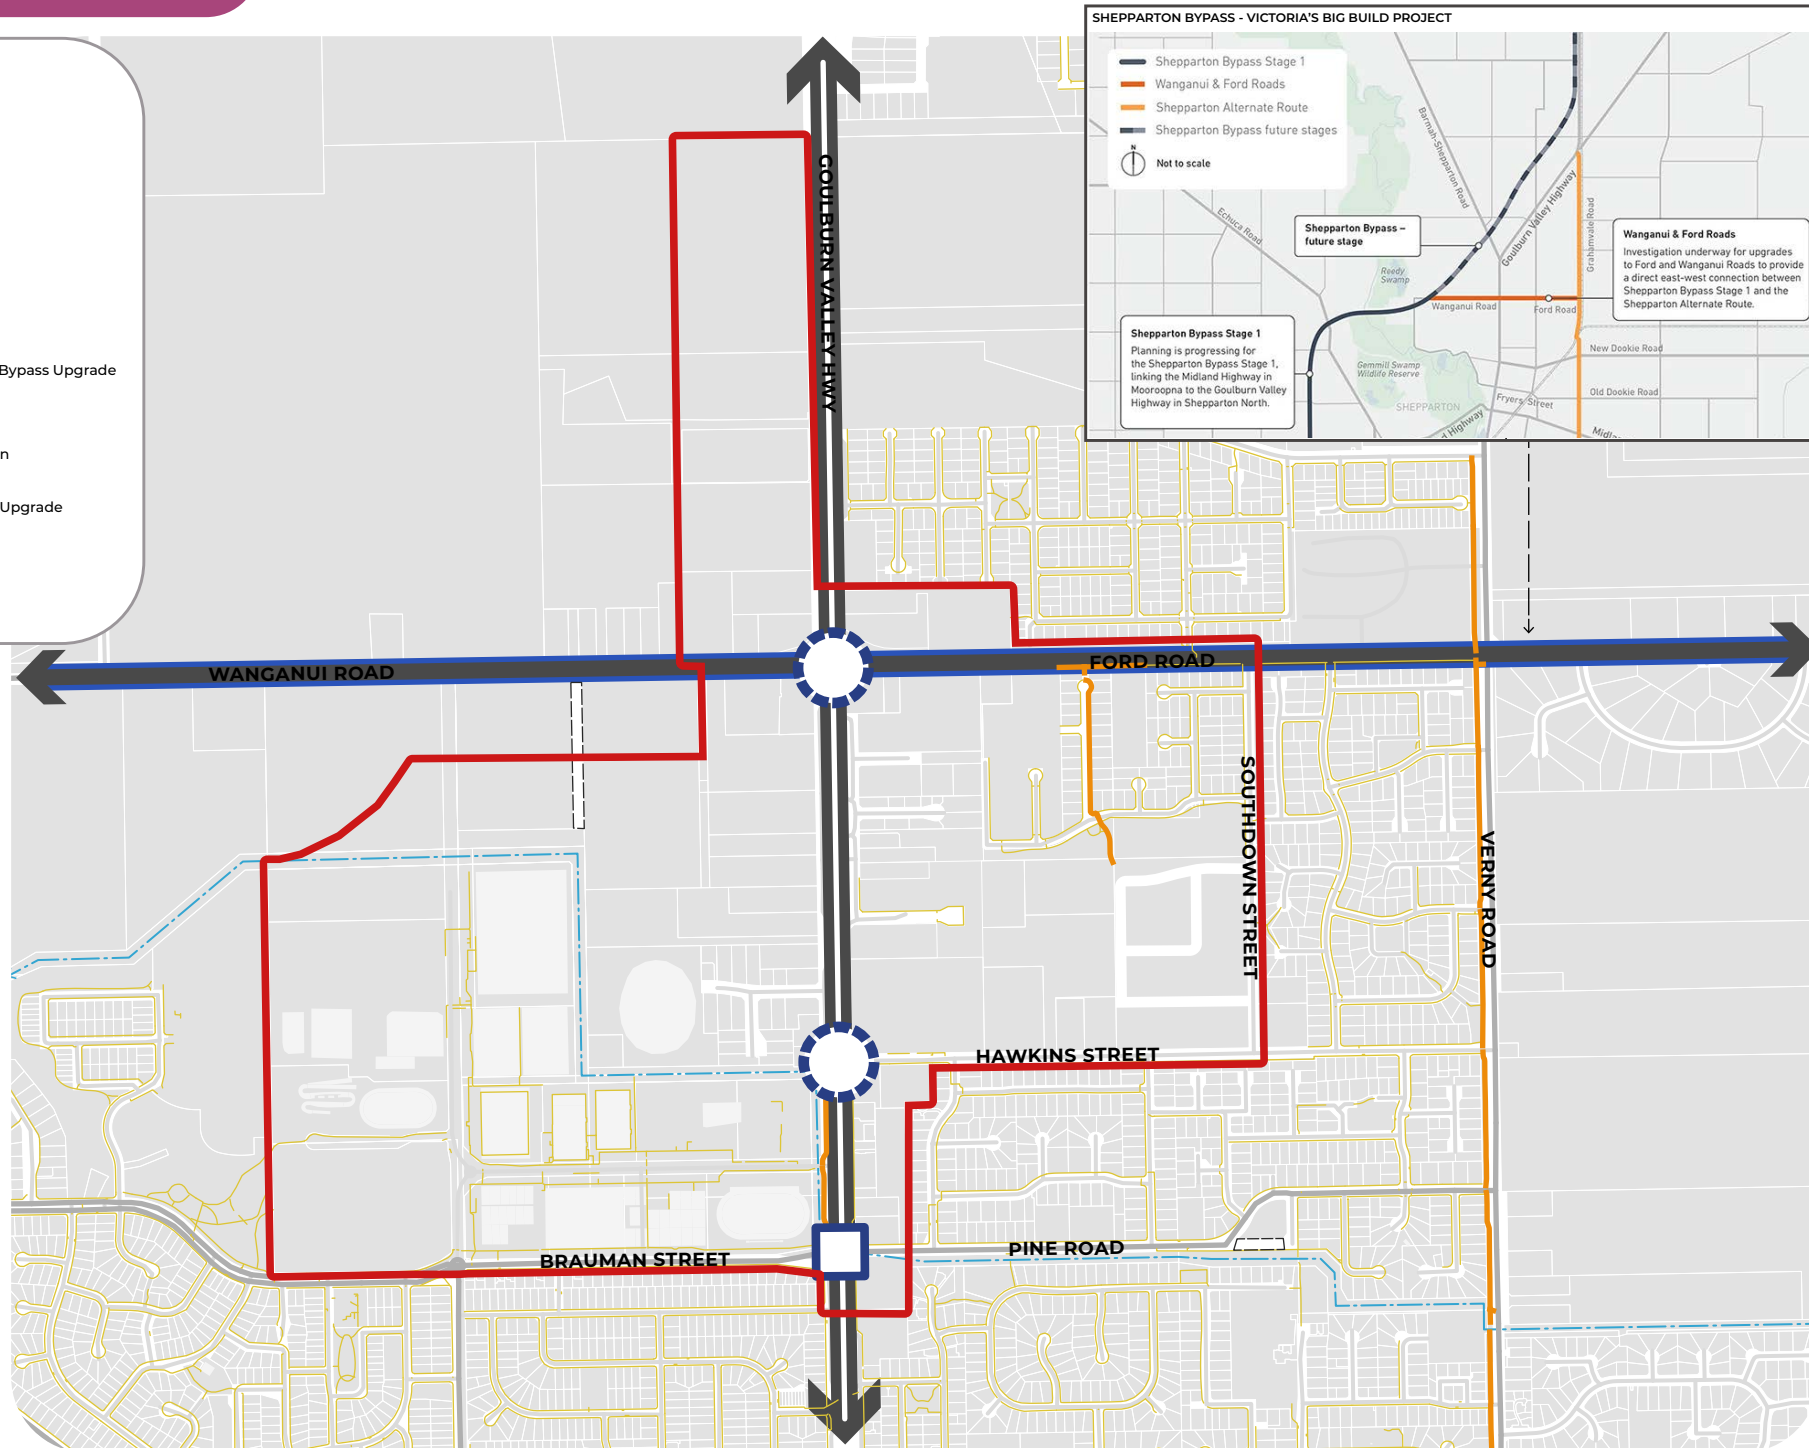 SHEPPARTON BYPASS - VICTORIA'S BIG BUILD PROJECT
Shepparton Bypass Stage 1
Wanganui & Ford Roads
Shepparton Alternate Route
Shepparton Bypass future stages
N
Not to scale
Barmah-Shepparton Road
Echuca Road
Goulburn Valley Highway
Grahamvale Road
Shepparton Bypass –
future stage
Wanganui & Ford Roads
Investigation underway for upgrades
to Ford and Wanganui Roads to provide
a direct east-west connection between
Shepparton Bypass Stage 1 and the
Shepparton Alternate Route.
Reedy
Swamp
Wanganui Road
Ford Road
Shepparton Bypass Stage 1
Planning is progressing for
the Shepparton Bypass Stage 1,
linking the Midland Highway in
Mooroopna to the Goulburn Valley
Highway in Shepparton North.
New Dookie Road
Gemmill Swamp
Wildlife Reserve
Old Dookie Road
SHEPPARTON
Fryers Street
d Highway
Bypass Upgrade
n
Upgrade
GOULBURN VALLEY HWY
WANGANUI ROAD
FORD ROAD
SOUTHDOWN STREET
VERNY ROAD
HAWKINS STREET
BRAUMAN STREET
PINE ROAD